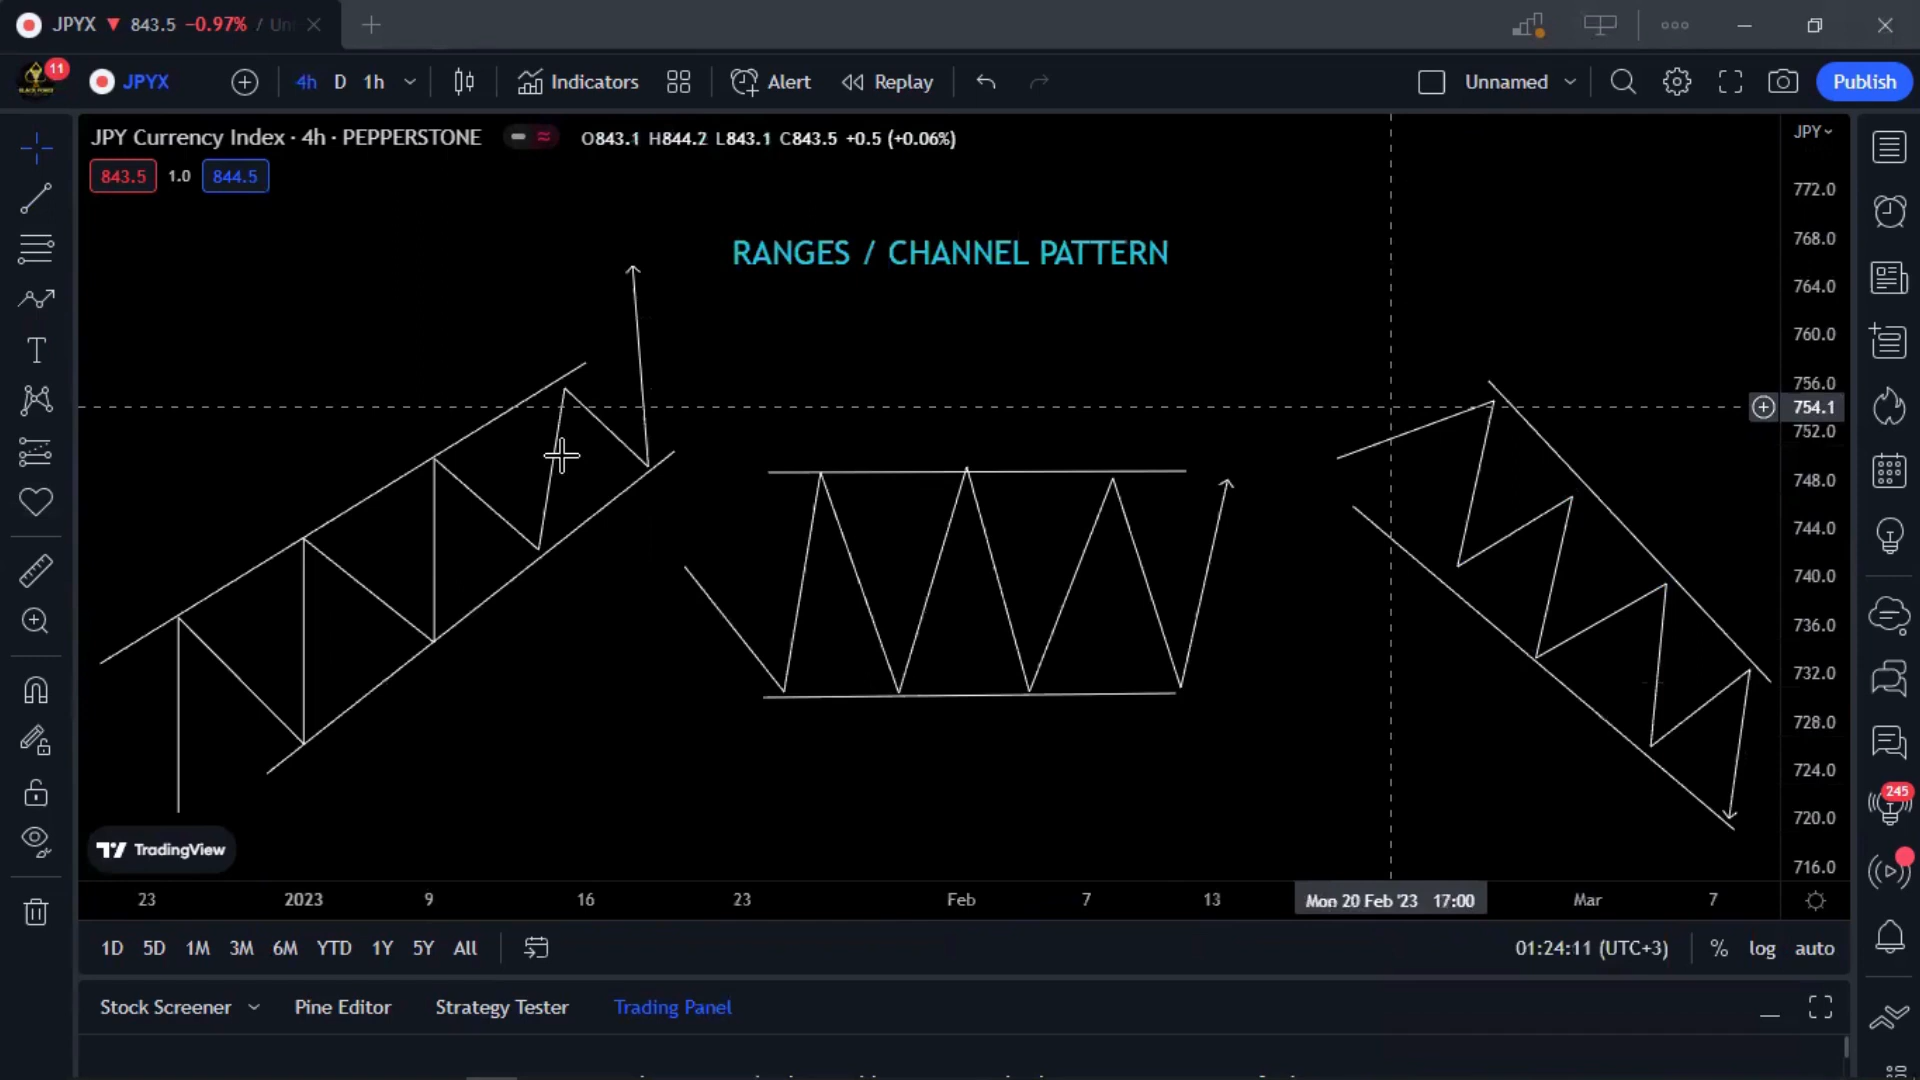 JPYX ▼ 843.5 −0.97% / Un
11
JPYX 4h D 1h Indicators Alert Replay Unnamed Publish
JPY Currency Index · 4h · PEPPERSTONE O843.1 H844.2 L843.1 C843.5 +0.5 (+0.06%)
843.5 1.0 844.5
JPY
RANGES / CHANNEL PATTERN
772.0
768.0
764.0
760.0
756.0
754.1
752.0
748.0
744.0
740.0
736.0
732.0
728.0
724.0
720.0
716.0
245
TradingView
23 2023 9 16 23 Feb 7 13 Mon 20 Feb '23 17:00 Mar 7
1D 5D 1M 3M 6M YTD 1Y 5Y All 01:24:11 (UTC+3) % log auto
Stock Screener Pine Editor Strategy Tester Trading Panel